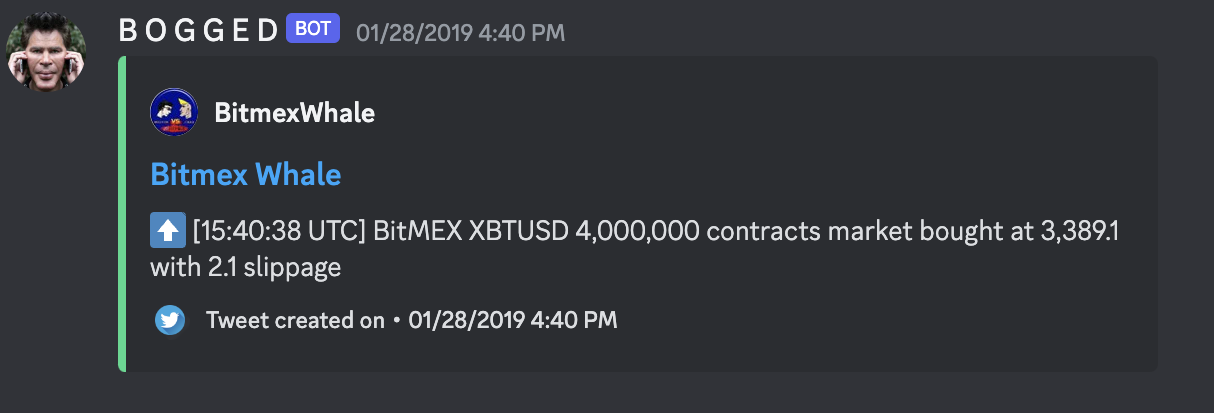 B O G G E D BOT 01/28/2019 4:40 PM
BitmexWhale
Bitmex Whale
⬆️ [15:40:38 UTC] BitMEX XBTUSD 4,000,000 contracts market bought at 3,389.1
with 2.1 slippage
Tweet created on • 01/28/2019 4:40 PM